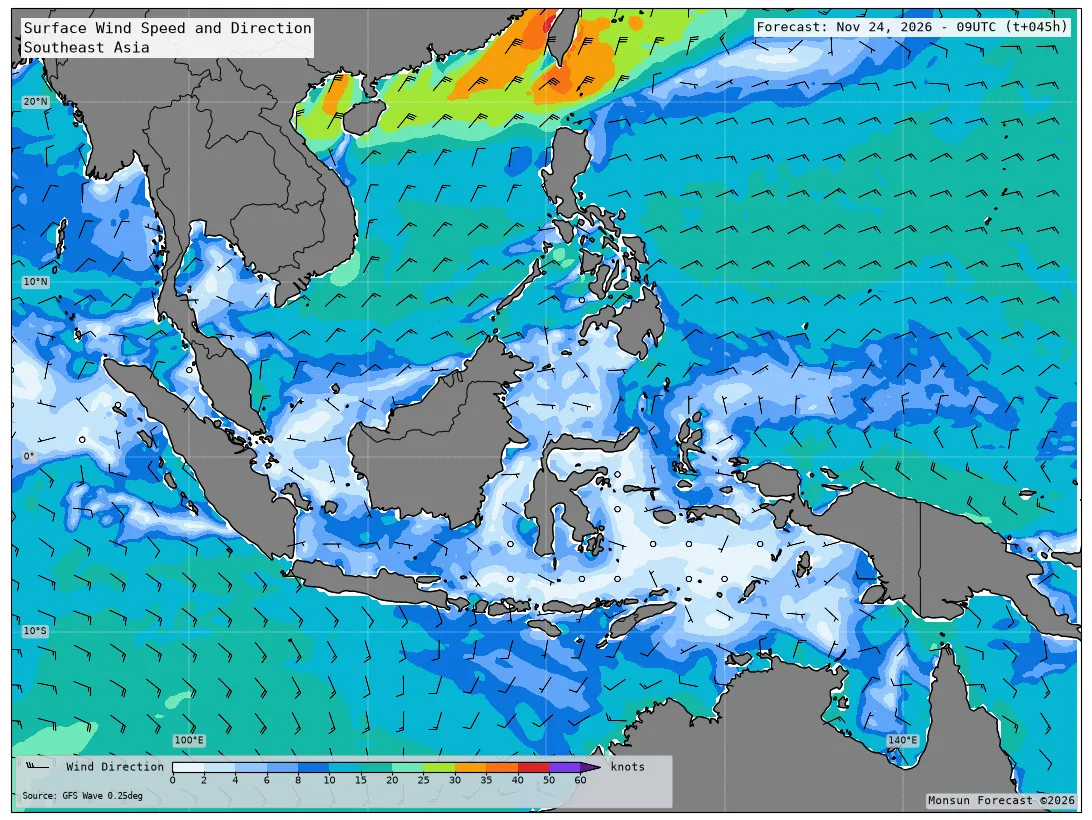 Surface Wind Speed and Direction
Southeast Asia
Forecast: Nov 24, 2026 - 09UTC (t+045h)
20°N
10°N
0°
10°S
100°E
140°E
Wind Direction
0 2 4 6 8 10 15 20 25 30 35 40 50 60
knots
Source: GFS Wave 0.25deg
Monsun Forecast ©2026